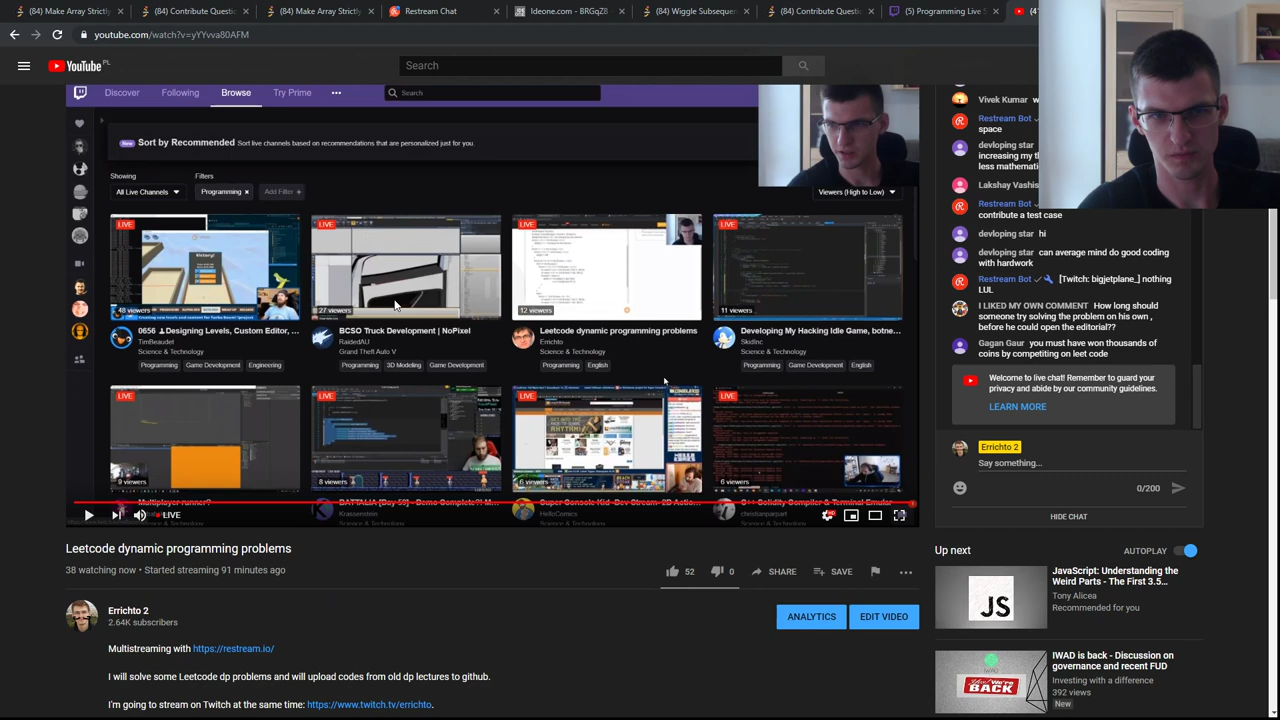 (84) Make Array Strictly
(84) Contribute Question
(84) Make Array Strictly
Restream Chat
Ideone.com - BRGqZ8
(84) Wiggle Subsequen
(84) Contribute Question
(5) Programming Live S
youtube.com/watch?v=yYYvva80AFM
YouTube PL
Search
Discover
Following
Browse
Try Prime
Search
New
Sort by Recommended
Sort live channels based on recommendations that are personalized just for you.
Showing
Filters
All Live Channels
Programming ×
Add Filter +
Viewers (High to Low)
LIVE
LIVE
LIVE
LIVE
Victory!
48 viewers
27 viewers
12 viewers
11 viewers
Designing Levels, Custom Editor, ...
BCSO Truck Development | NoPixel
Leetcode dynamic programming problems
Developing My Hacking Idle Game, botne...
TimBeaudet
RaidedAU
Errichto
SkidInc
Science & Technology
Grand Theft Auto V
Science & Technology
Science & Technology
Programming
Game Development
Engineering
Programming
3D Modeling
Game Development
Programming
English
Programming
Game Development
English
LIVE
LIVE
LIVE
LIVE
9 viewers
8 viewers
6 viewers
6 viewers
Krassenstein
HelloComics
christianparpart
LIVE
Leetcode dynamic programming problems
38 watching now • Started streaming 91 minutes ago
52
0
SHARE
SAVE
Errichto 2
2.64K subscribers
ANALYTICS
EDIT VIDEO
Multistreaming with https://restream.io/
I will solve some Leetcode dp problems and will upload codes from old dp lectures to github.
I'm going to stream on Twitch at the same time: https://www.twitch.tv/errichto.
Vivek Kumar
Restream Bot
space
devloping star
increasing my th
less mathemati
Lakshay Vashis
Restream Bot
contribute a test case
devloping star hi
devloping star can average mind do good coding
with hardwork
Restream Bot [Twitch: bigjetplane_] nothing
LUL
I LIKED MY OWN COMMENT How long should
someone try solving the problem on his own ,
before he could open the editorial??
Gagan Gaur you must have won thousands of
coins by competing on leet code
Welcome to live chat! Remember to guard your
privacy and abide by our community guidelines.
LEARN MORE
Errichto 2
Say something...
0/200
HIDE CHAT
Up next
AUTOPLAY
JS
JavaScript: Understanding the
Weird Parts - The First 3.5...
Tony Alicea
Recommended for you
BACK
IWAD is back - Discussion on
governance and recent FUD
Investing with a difference
392 views
New